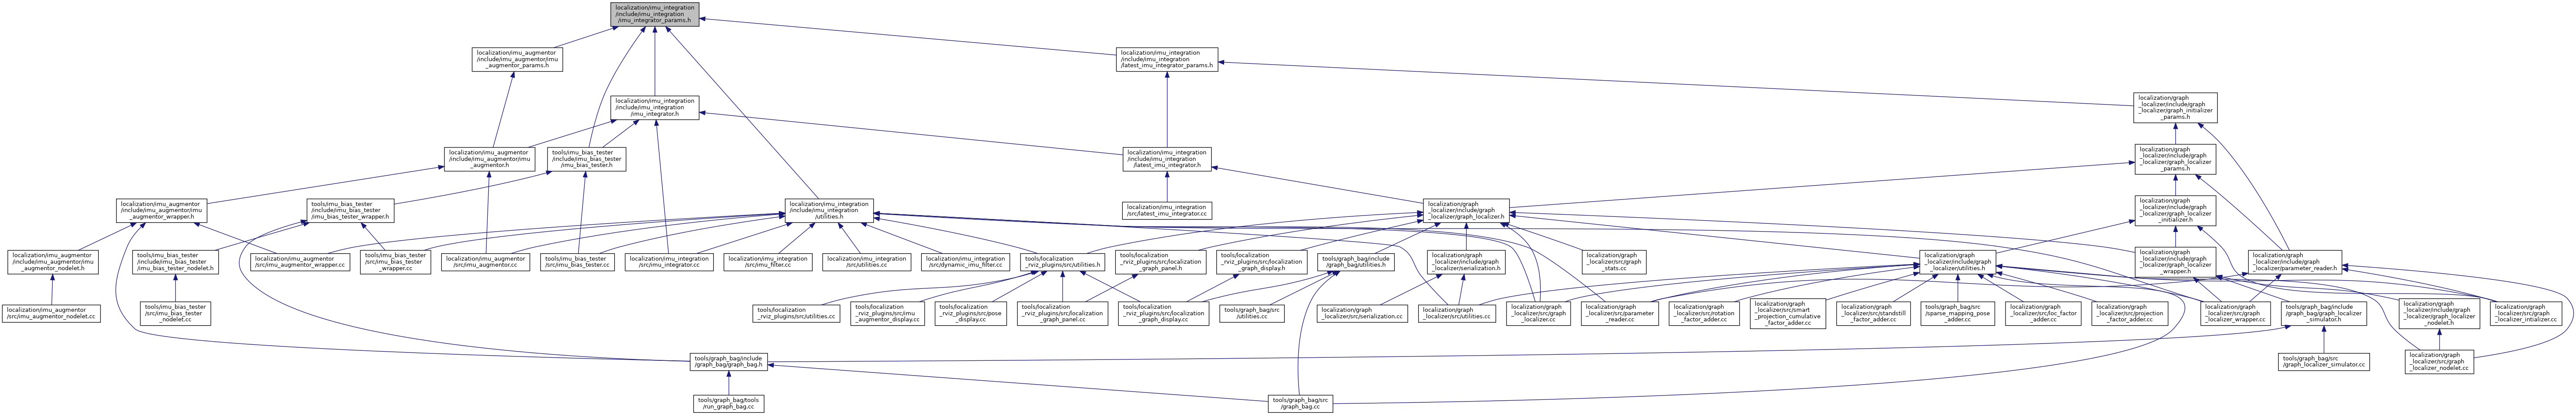 localization/imu_integration
/include/imu_integration
/imu_integrator_params.h
localization/imu_augmentor
/include/imu_augmentor/imu
_augmentor_params.h
localization/imu_integration
/include/imu_integration
/latest_imu_integrator_params.h
localization/imu_integration
/include/imu_integration
/imu_integrator.h
localization/graph
_localizer/include/graph
_localizer/graph_initializer
_params.h
localization/imu_augmentor
/include/imu_augmentor/imu
_augmentor.h
tools/imu_bias_tester
/include/imu_bias_tester
/imu_bias_tester.h
localization/imu_integration
/include/imu_integration
/latest_imu_integrator.h
localization/graph
_localizer/include/graph
_localizer/graph_localizer
_params.h
localization/imu_augmentor
/include/imu_augmentor/imu
_augmentor_wrapper.h
tools/imu_bias_tester
/include/imu_bias_tester
/imu_bias_tester_wrapper.h
localization/imu_integration
/include/imu_integration
/utilities.h
localization/imu_integration
/src/latest_imu_integrator.cc
localization/graph
_localizer/include/graph
_localizer/graph_localizer.h
localization/graph
_localizer/include/graph
_localizer/graph_localizer
_initializer.h
localization/imu_augmentor
/include/imu_augmentor/imu
_augmentor_nodelet.h
tools/imu_bias_tester
/include/imu_bias_tester
/imu_bias_tester_nodelet.h
localization/imu_augmentor
/src/imu_augmentor_wrapper.cc
tools/imu_bias_tester
/src/imu_bias_tester
_wrapper.cc
localization/imu_augmentor
/src/imu_augmentor.cc
tools/imu_bias_tester
/src/imu_bias_tester.cc
localization/imu_integration
/src/imu_integrator.cc
localization/imu_integration
/src/imu_filter.cc
localization/imu_integration
/src/utilities.cc
localization/imu_integration
/src/dynamic_imu_filter.cc
tools/localization
_rviz_plugins/src/utilities.h
tools/localization
_rviz_plugins/src/localization
_graph_panel.h
tools/localization
_rviz_plugins/src/localization
_graph_display.h
tools/graph_bag/include
/graph_bag/utilities.h
localization/graph
_localizer/include/graph
_localizer/serialization.h
localization/graph
_localizer/src/graph
_stats.cc
localization/graph
_localizer/include/graph
_localizer/utilities.h
localization/graph
_localizer/include/graph
_localizer/graph_localizer
_wrapper.h
localization/graph
_localizer/include/graph
_localizer/parameter_reader.h
localization/imu_augmentor
/src/imu_augmentor_nodelet.cc
tools/imu_bias_tester
/src/imu_bias_tester
_nodelet.cc
tools/localization
_rviz_plugins/src/utilities.cc
tools/localization
_rviz_plugins/src/imu
_augmentor_display.cc
tools/localization
_rviz_plugins/src/pose
_display.cc
tools/localization
_rviz_plugins/src/localization
_graph_panel.cc
tools/localization
_rviz_plugins/src/localization
_graph_display.cc
tools/graph_bag/src
/utilities.cc
localization/graph
_localizer/src/serialization.cc
localization/graph
_localizer/src/utilities.cc
localization/graph
_localizer/src/graph
_localizer.cc
localization/graph
_localizer/src/parameter
_reader.cc
localization/graph
_localizer/src/rotation
_factor_adder.cc
localization/graph
_localizer/src/smart
_projection_cumulative
_factor_adder.cc
localization/graph
_localizer/src/standstill
_factor_adder.cc
tools/graph_bag/src
/sparse_mapping_pose
_adder.cc
localization/graph
_localizer/src/loc_factor
_adder.cc
localization/graph
_localizer/src/projection
_factor_adder.cc
localization/graph
_localizer/src/graph
_localizer_wrapper.cc
tools/graph_bag/include
/graph_bag/graph_localizer
_simulator.h
localization/graph
_localizer/include/graph
_localizer/graph_localizer
_nodelet.h
localization/graph
_localizer/src/graph
_localizer_intializer.cc
tools/graph_bag/include
/graph_bag/graph_bag.h
tools/graph_bag/src
/graph_localizer_simulator.cc
localization/graph
_localizer/src/graph
_localizer_nodelet.cc
tools/graph_bag/tools
/run_graph_bag.cc
tools/graph_bag/src
/graph_bag.cc